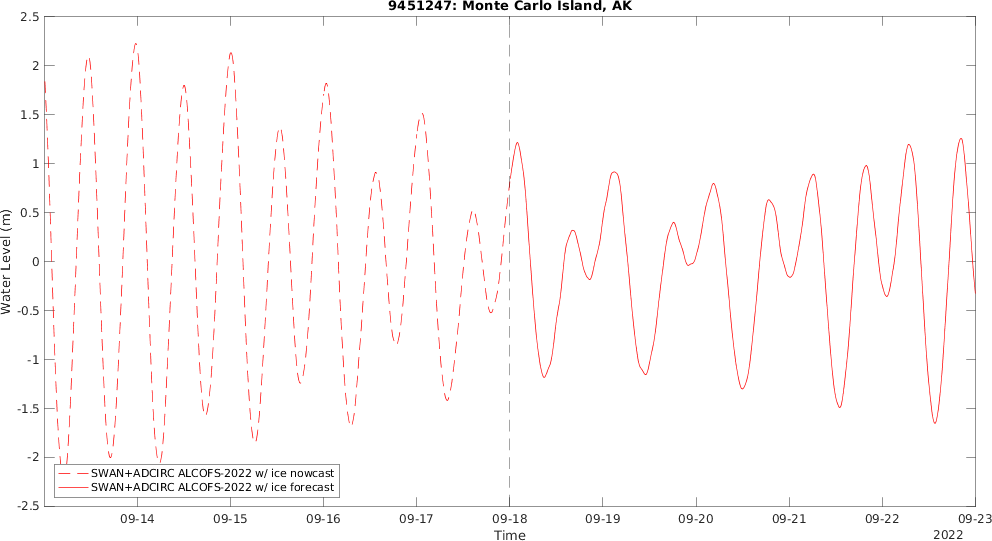 9451247: Monte Carlo Island, AK
2.5
2
1.5
1
0.5
0
-0.5
-1
-1.5
-2
-2.5
Water Level (m)
SWAN+ADCIRC ALCOFS-2022 w/ ice nowcast
SWAN+ADCIRC ALCOFS-2022 w/ ice forecast
09-14 09-15 09-16 09-17 09-18 09-19 09-20 09-21 09-22 09-23
Time
2022